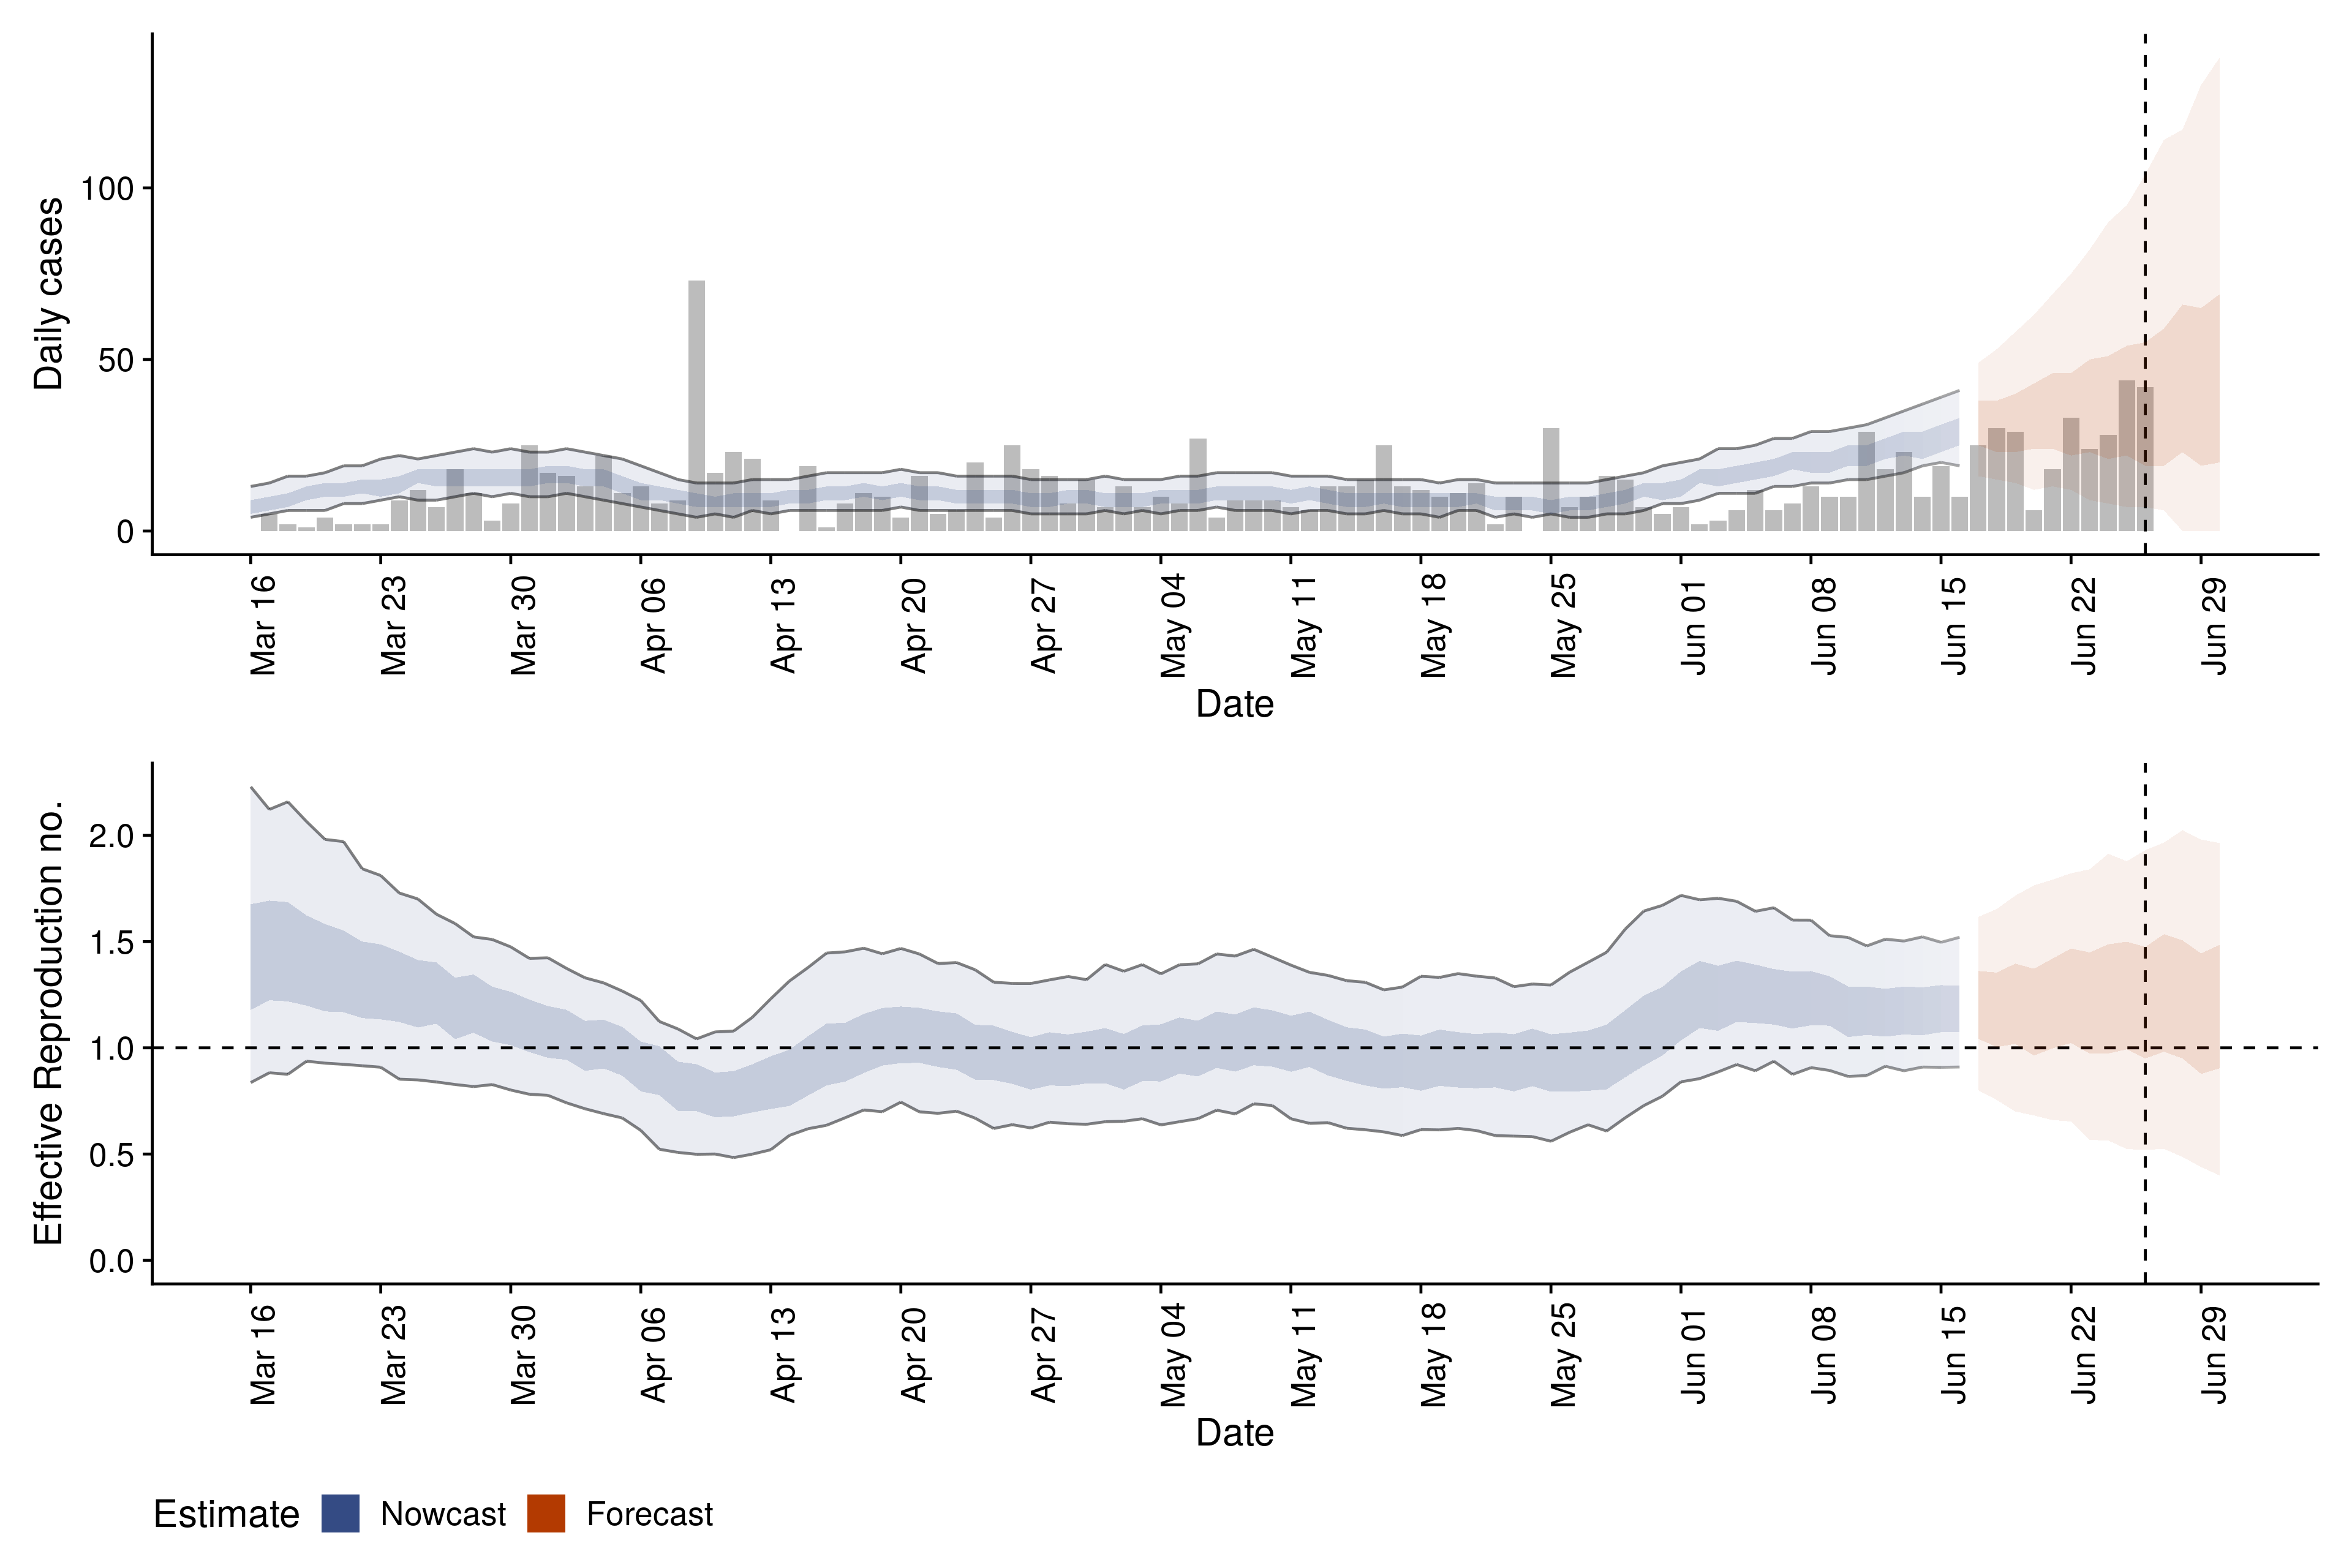 Daily cases
100
50
0
Mar 16
Mar 23
Mar 30
Apr 06
Apr 13
Apr 20
Apr 27
May 04
May 11
May 18
May 25
Jun 01
Jun 08
Jun 15
Jun 22
Jun 29
Date
Effective Reproduction no.
2.0
1.5
1.0
0.5
0.0
Mar 16
Mar 23
Mar 30
Apr 06
Apr 13
Apr 20
Apr 27
May 04
May 11
May 18
May 25
Jun 01
Jun 08
Jun 15
Jun 22
Jun 29
Date
Estimate Nowcast Forecast